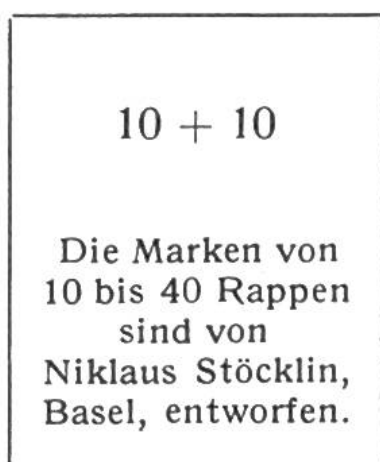 10 + 10
Die Marken von
10 bis 40 Rappen
sind von
Niklaus Stöcklin,
Basel, entworfen.